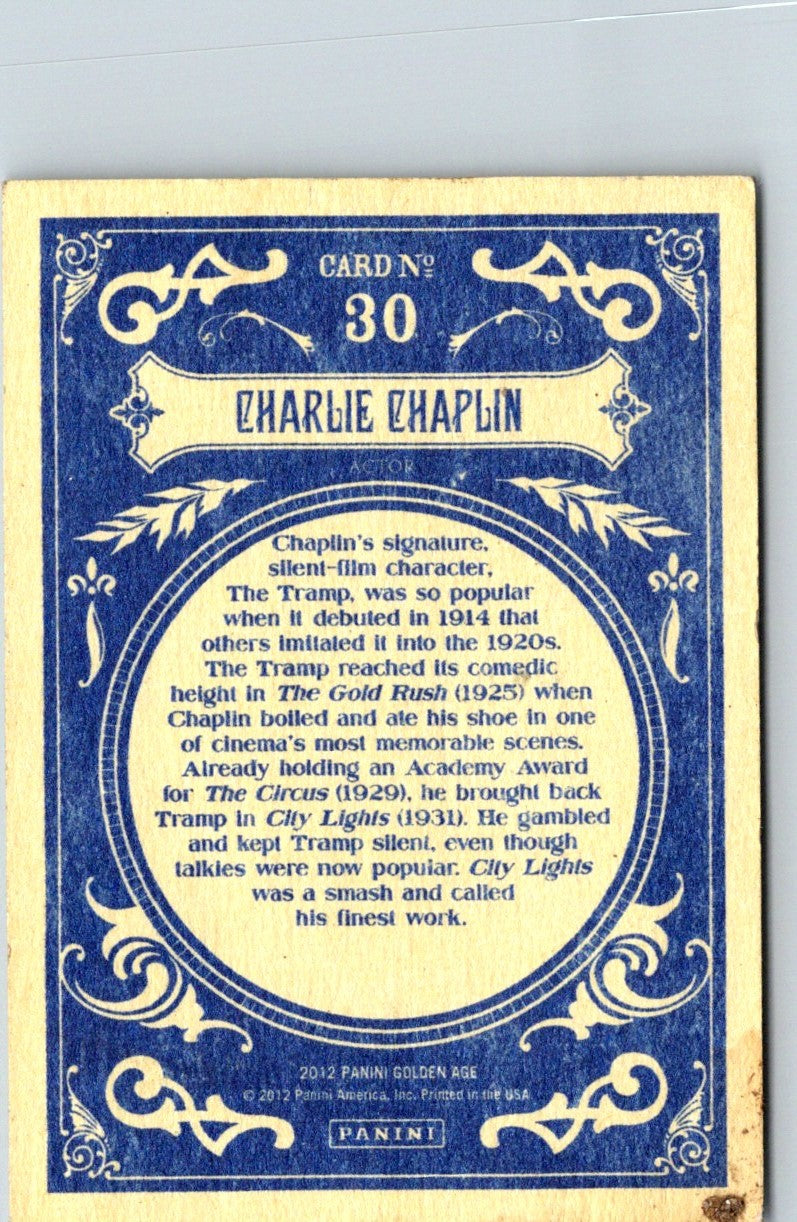 CARD Nº
30
CHARLIE CHAPLIN
ACTOR
Chaplin's signature,
silent-film character,
The Tramp, was so popular
when it debuted in 1914 that
others imitated it into the 1920s.
The Tramp reached its comedic
height in The Gold Rush (1925) when
Chaplin boiled and ate his shoe in one
of cinema's most memorable scenes.
Already holding an Academy Award
for The Circus (1929), he brought back
Tramp in City Lights (1931). He gambled
and kept Tramp silent, even though
talkies were now popular. City Lights
was a smash and called
his finest work.
2012 PANINI GOLDEN AGE
© 2012 Panini America, Inc. Printed in the USA
PANINI